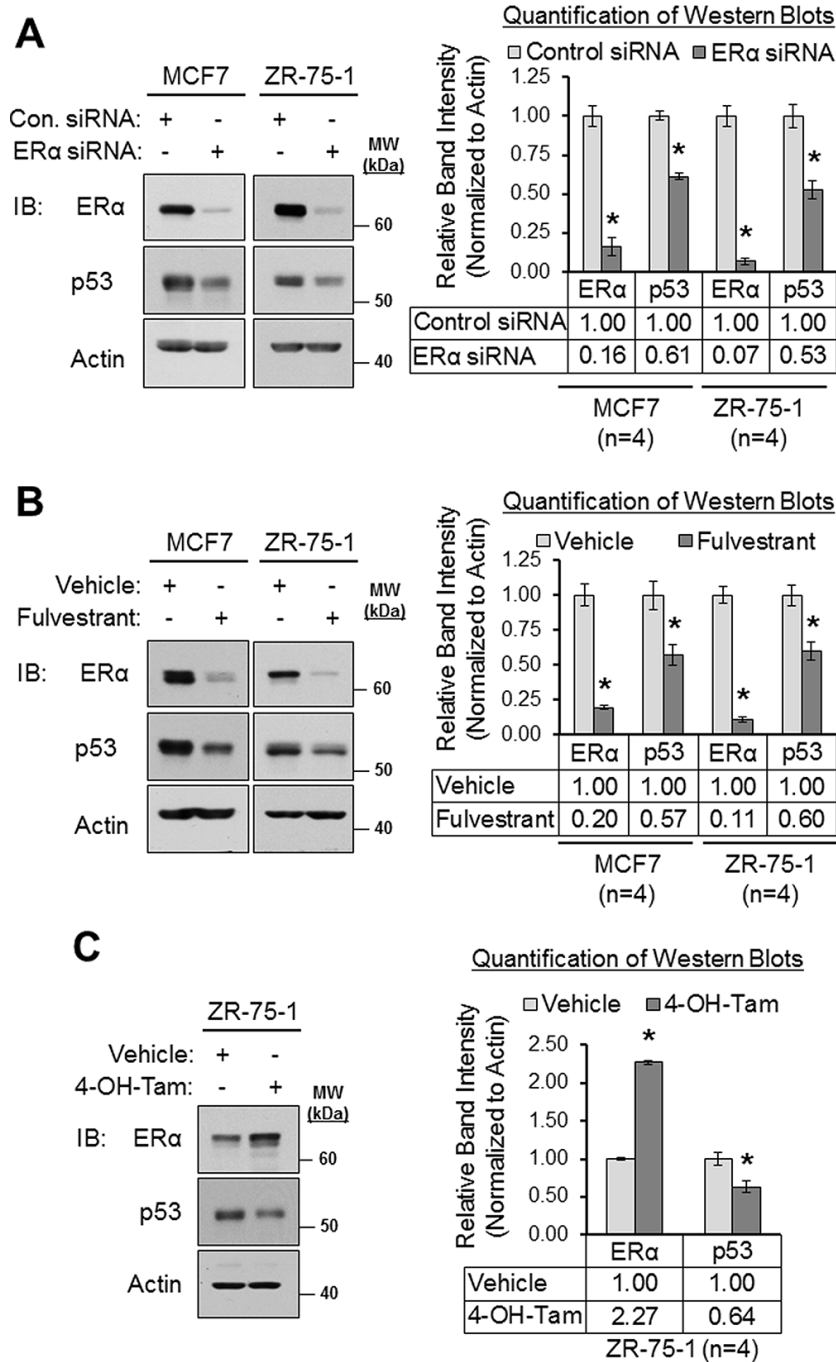 A
MCF7 ZR-75-1
Con. siRNA: + - + -
ERα siRNA: - + - +
MW
(kDa)
IB: ERα
60
p53
50
Actin
40
Quantification of Western Blots
Control siRNA ERα siRNA
Relative Band Intensity
(Normalized to Actin)
1.25
1.00
0.75
0.50
0.25
0.00
* * * *
ERα p53 ERα p53
Control siRNA 1.00 1.00 1.00 1.00
ERα siRNA 0.16 0.61 0.07 0.53
MCF7 ZR-75-1
(n=4) (n=4)
B
MCF7 ZR-75-1
Vehicle: + - + -
Fulvestrant: - + - +
MW
(kDa)
IB: ERα
60
p53
50
Actin
40
Quantification of Western Blots
Vehicle Fulvestrant
Relative Band Intensity
(Normalized to Actin)
1.25
1.00
0.75
0.50
0.25
0.00
* * * *
ERα p53 ERα p53
Vehicle 1.00 1.00 1.00 1.00
Fulvestrant 0.20 0.57 0.11 0.60
MCF7 ZR-75-1
(n=4) (n=4)
C
ZR-75-1
Vehicle: + -
4-OH-Tam: - +
MW
(kDa)
IB: ERα
60
p53
50
Actin
40
Quantification of Western Blots
Vehicle 4-OH-Tam
Relative Band Intensity
(Normalized to Actin)
2.50
2.00
1.50
1.00
0.50
0.00
* *
ERα p53
Vehicle 1.00 1.00
4-OH-Tam 2.27 0.64
ZR-75-1 (n=4)